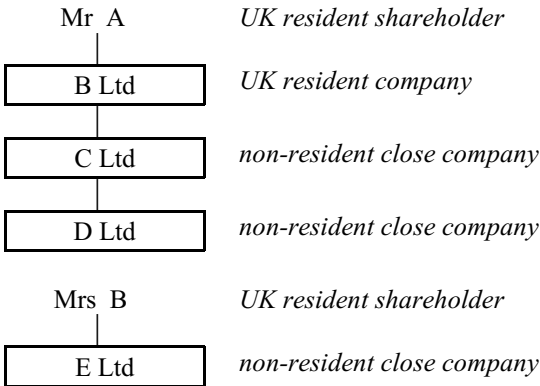 Mr A UK resident shareholder
B Ltd UK resident company
C Ltd non-resident close company
D Ltd non-resident close company
Mrs B UK resident shareholder
E Ltd non-resident close company